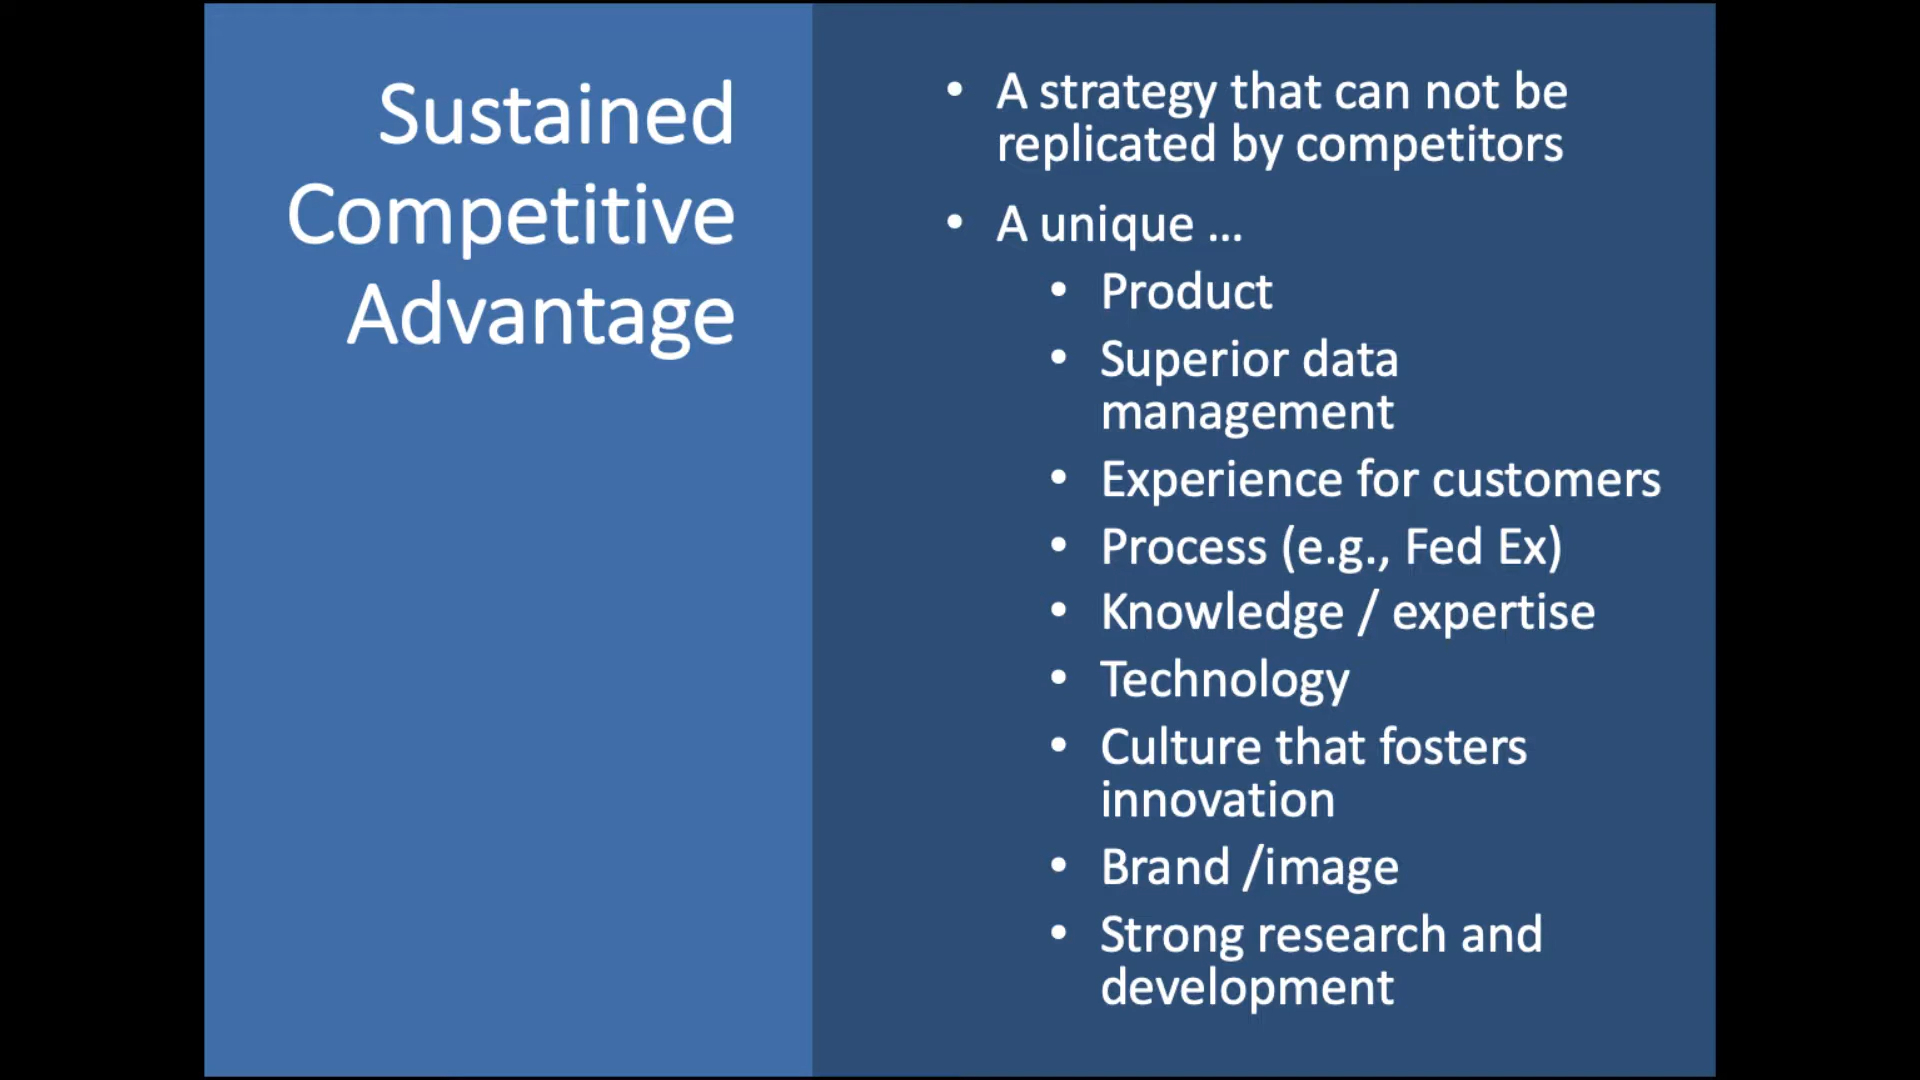 Sustained
Competitive
Advantage
• A strategy that can not be
replicated by competitors
• A unique ...
• Product
• Superior data
management
• Experience for customers
• Process (e.g., Fed Ex)
• Knowledge / expertise
• Technology
• Culture that fosters
innovation
• Brand /image
• Strong research and
development